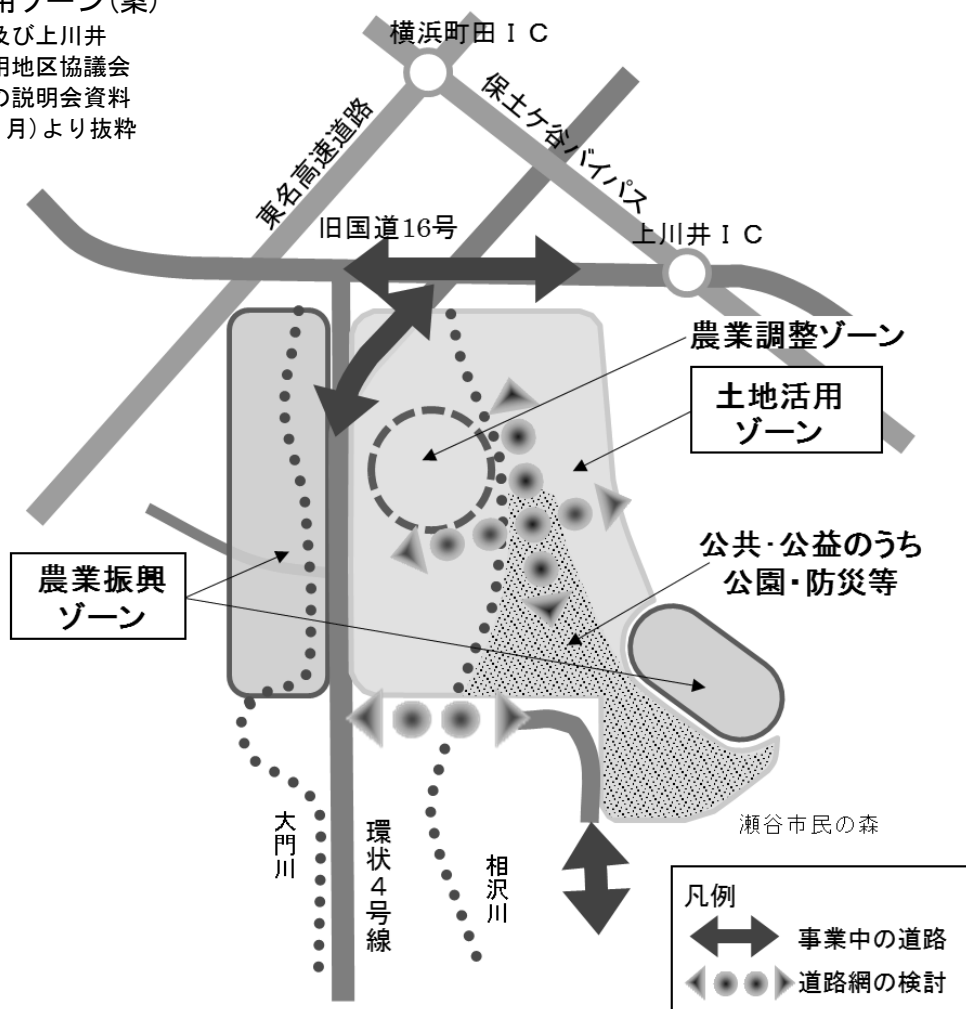 用ゾーン(案)
及び上川井
用地区協議会
の説明会資料
月)より抜粋
横浜町田ＩＣ
保土ケ谷バイパス
東名高速道路
旧国道16号
上川井ＩＣ
農業調整ゾーン
土地活用
ゾーン
公共・公益のうち
公園・防災等
農業振興
ゾーン
瀬谷市民の森
大門川
環状４号線
相沢川
凡例
事業中の道路
道路網の検討